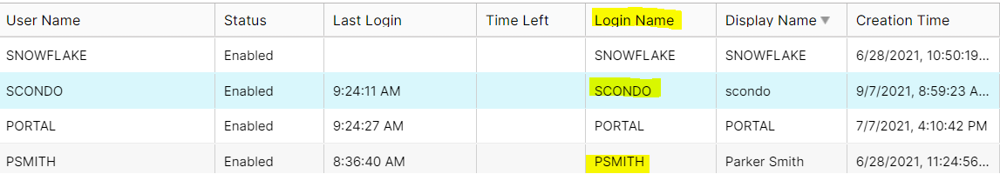 User Name Status Last Login Time Left Login Name Display Name Creation Time
SNOWFLAKE Enabled SNOWFLAKE SNOWFLAKE 6/28/2021, 10:50:19...
SCONDO Enabled 9:24:11 AM SCONDO scondo 9/7/2021, 8:59:23 A...
PORTAL Enabled 9:24:27 AM PORTAL PORTAL 7/7/2021, 4:10:42 PM
PSMITH Enabled 8:36:40 AM PSMITH Parker Smith 6/28/2021, 11:24:56...